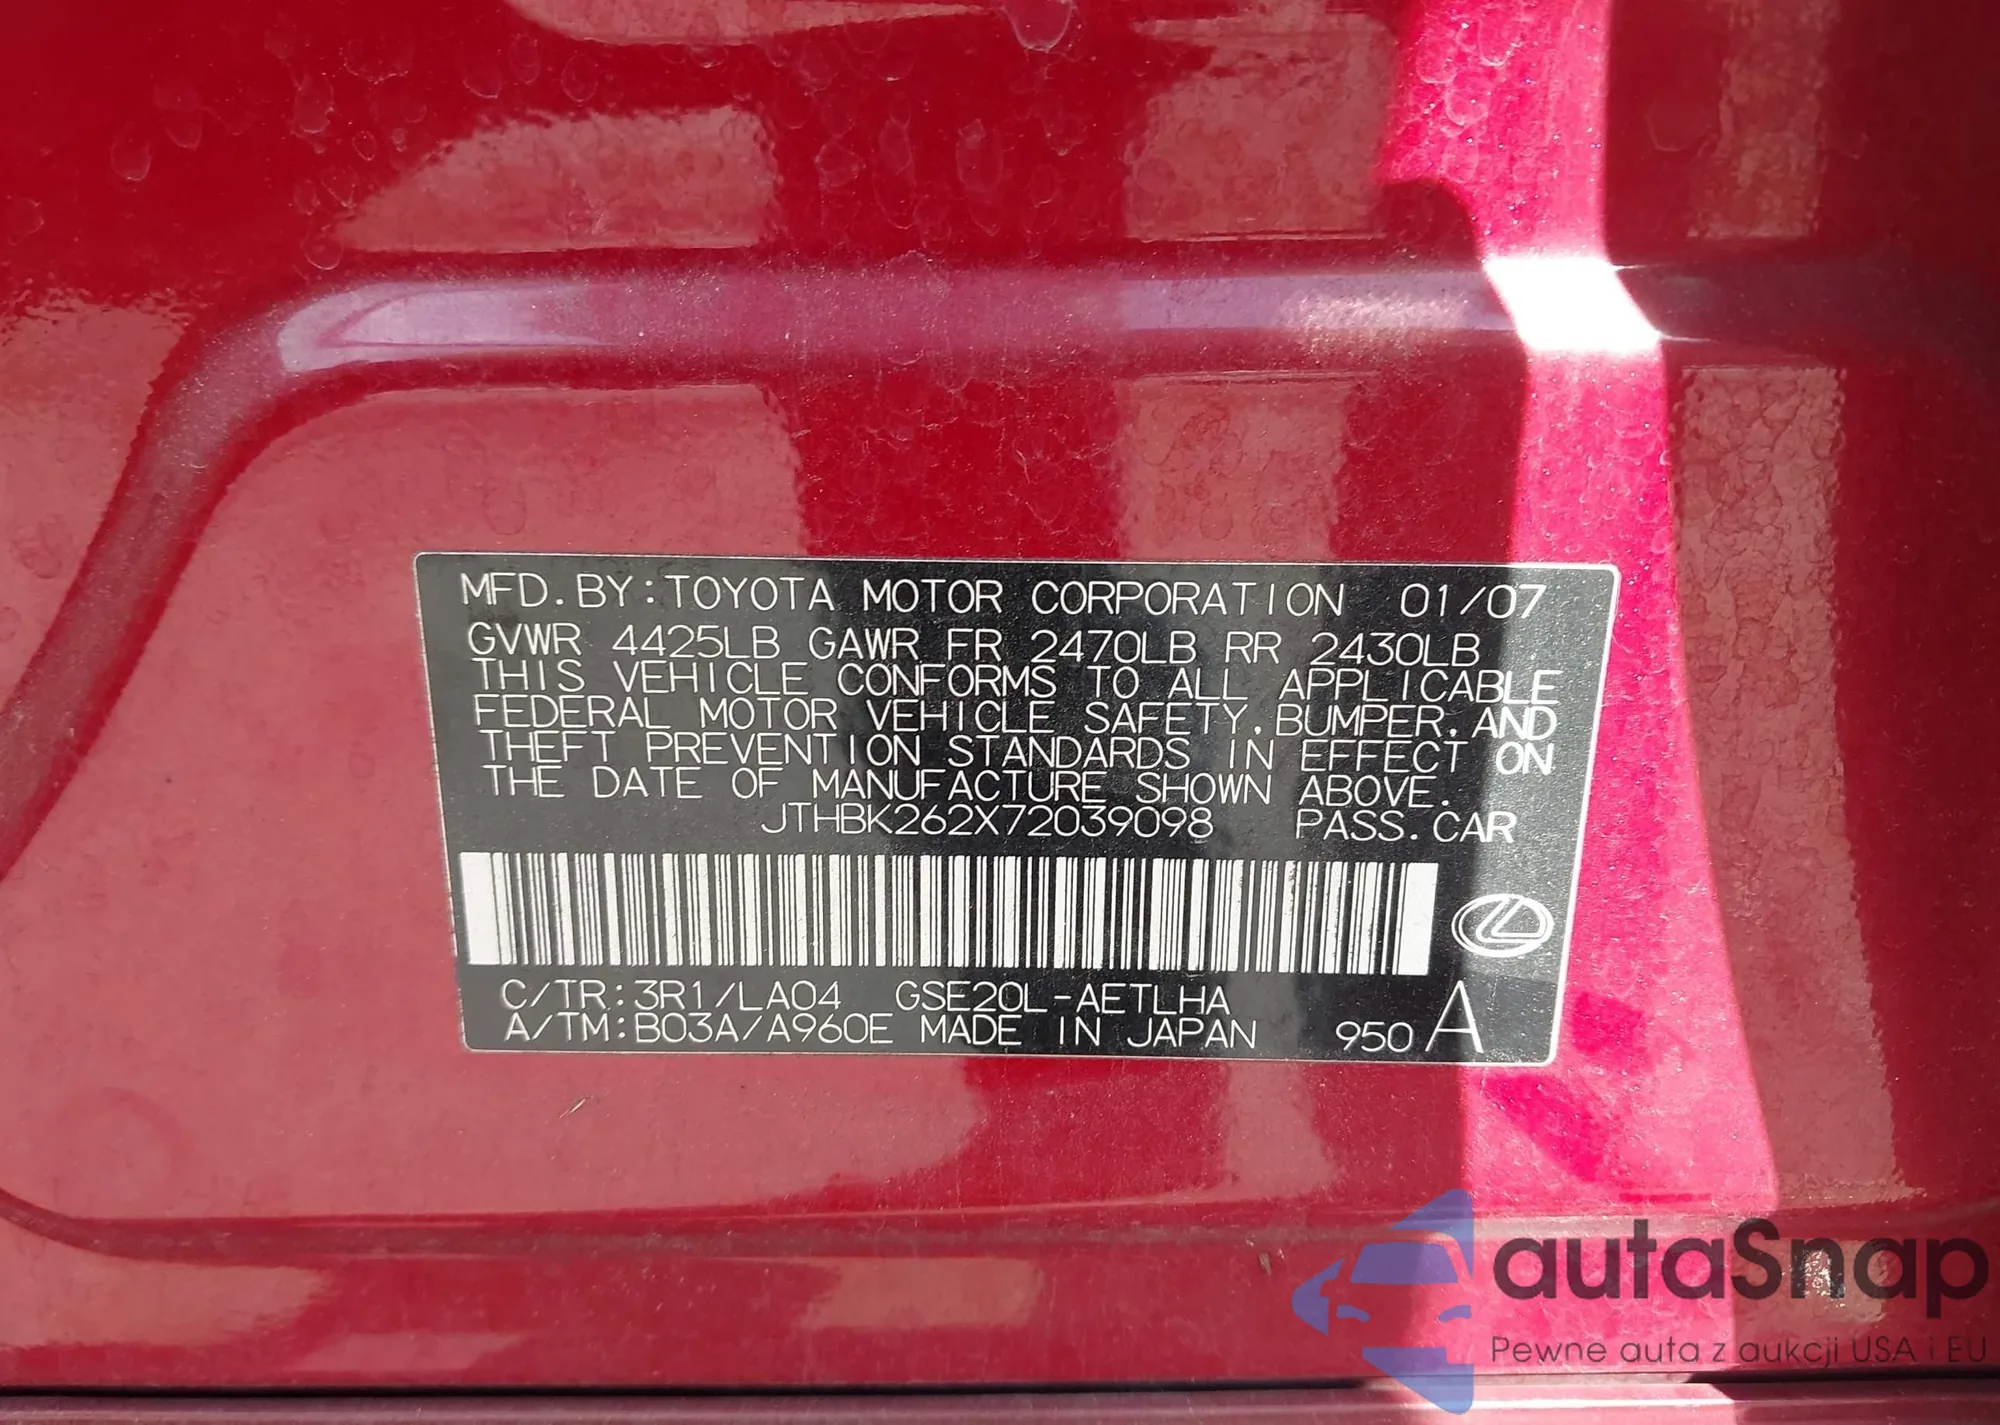 MFD.BY:TOYOTA MOTOR CORPORATION 01/07
GVWR 4425LB GAWR FR 2470LB RR 2430LB
THIS VEHICLE CONFORMS TO ALL APPLICABLE
FEDERAL MOTOR VEHICLE SAFETY,BUMPER,AND
THEFT PREVENTION STANDARDS IN EFFECT ON
THE DATE OF MANUFACTURE SHOWN ABOVE.
JTHBK262X72039098 PASS.CAR
C/TR:3R1/LA04 GSE20L-AETLHA
A/TM:B03A/A960E MADE IN JAPAN 950 A
autaSnap
Pewne auta z aukcji USA i EU